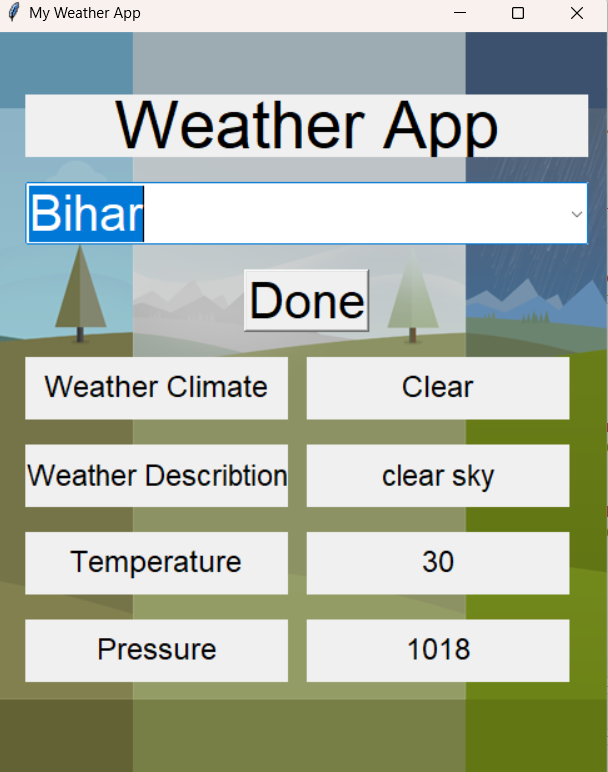 My Weather App
Weather App
Bihar
Done
Weather Climate
Clear
Weather Describtion
clear sky
Temperature
30
Pressure
1018